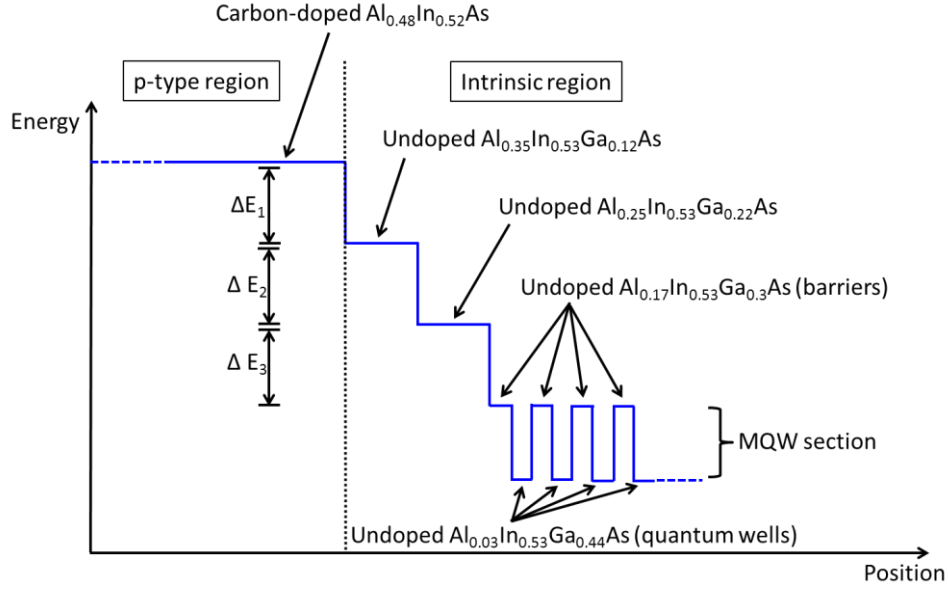 Carbon-doped Al0.48In0.52As
p-type region
Intrinsic region
Energy
Undoped Al0.35In0.53Ga0.12As
ΔE1
Undoped Al0.25In0.53Ga0.22As
Δ E2
Undoped Al0.17In0.53Ga0.3As (barriers)
Δ E3
MQW section
Undoped Al0.03In0.53Ga0.44As (quantum wells)
Position